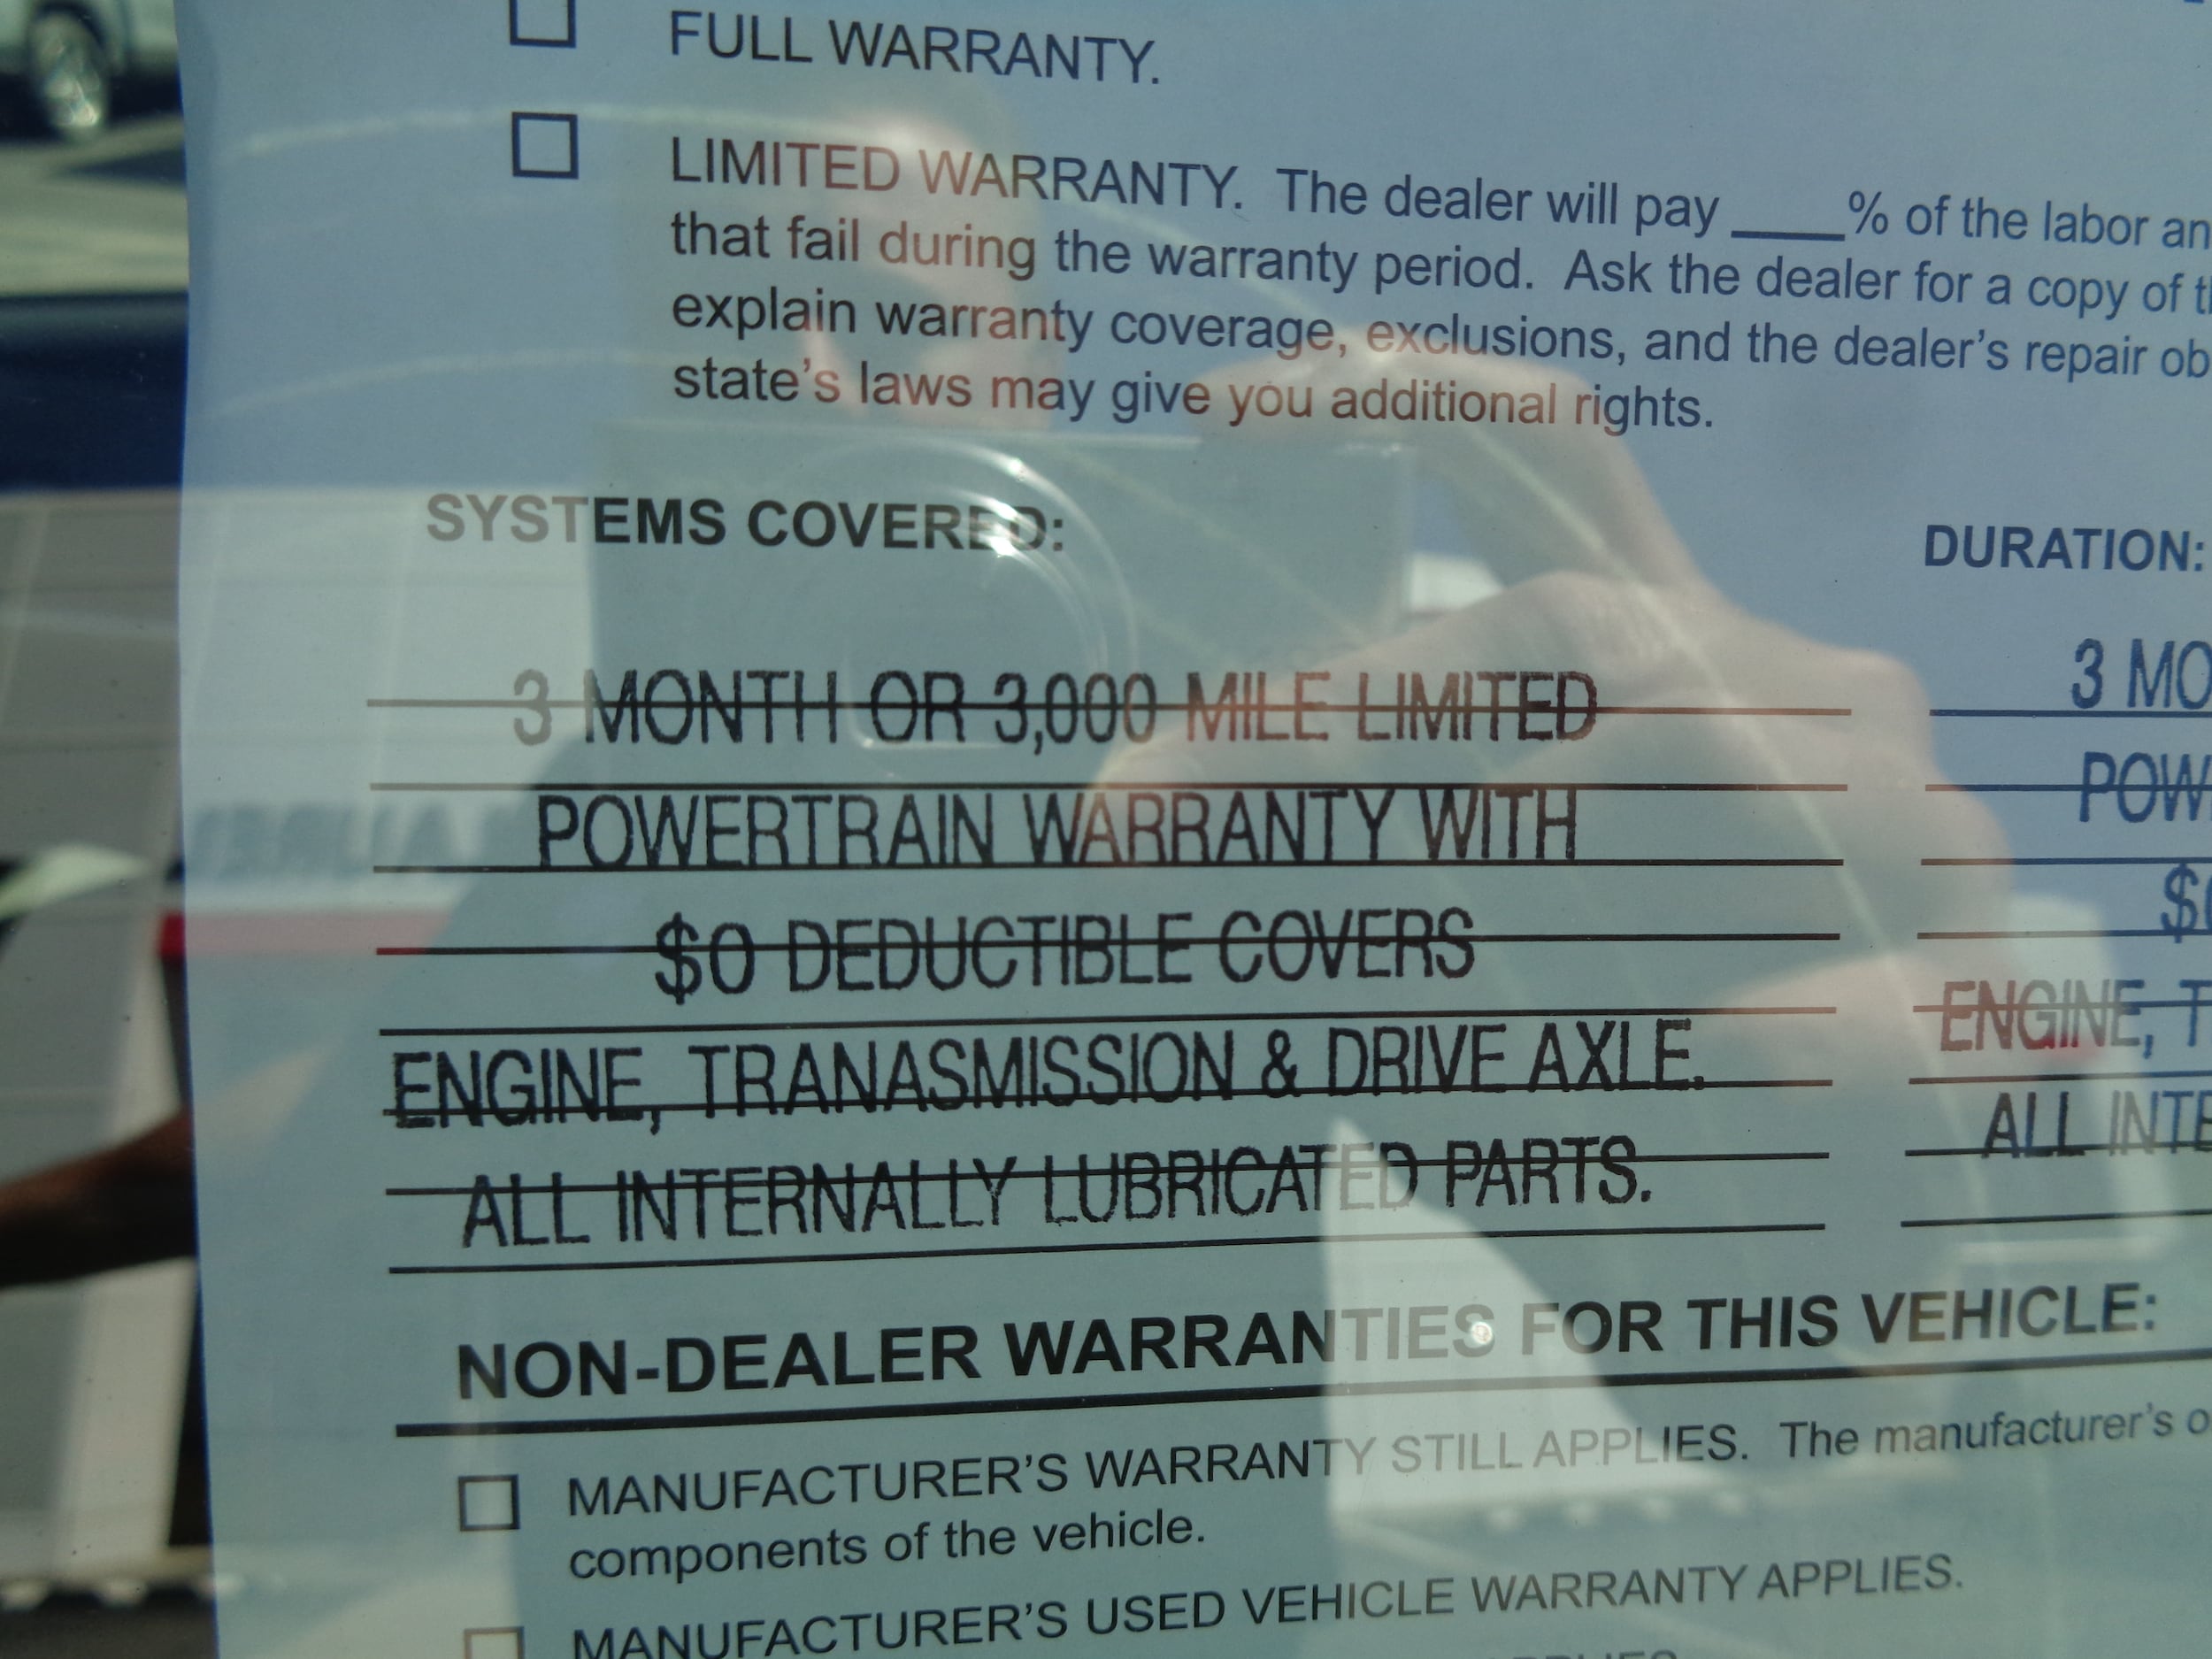 FULL WARRANTY.
LIMITED WARRANTY. The dealer will pay ____% of the labor an
that fail during the warranty period. Ask the dealer for a copy of t
explain warranty coverage, exclusions, and the dealer's repair ob
state's laws may give you additional rights.
SYSTEMS COVERED:
DURATION:
3 MONTH OR 3,000 MILE LIMITED
3 MO
POWERTRAIN WARRANTY WITH
POW
$0 DEDUCTIBLE COVERS
$0
ENGINE, TRANASMISSION & DRIVE AXLE.
ENGINE, T
ALL INTERNALLY LUBRICATED PARTS.
ALL INTE
NON-DEALER WARRANTIES FOR THIS VEHICLE:
MANUFACTURER'S WARRANTY STILL APPLIES. The manufacturer's o
components of the vehicle.
MANUFACTURER'S USED VEHICLE WARRANTY APPLIES.